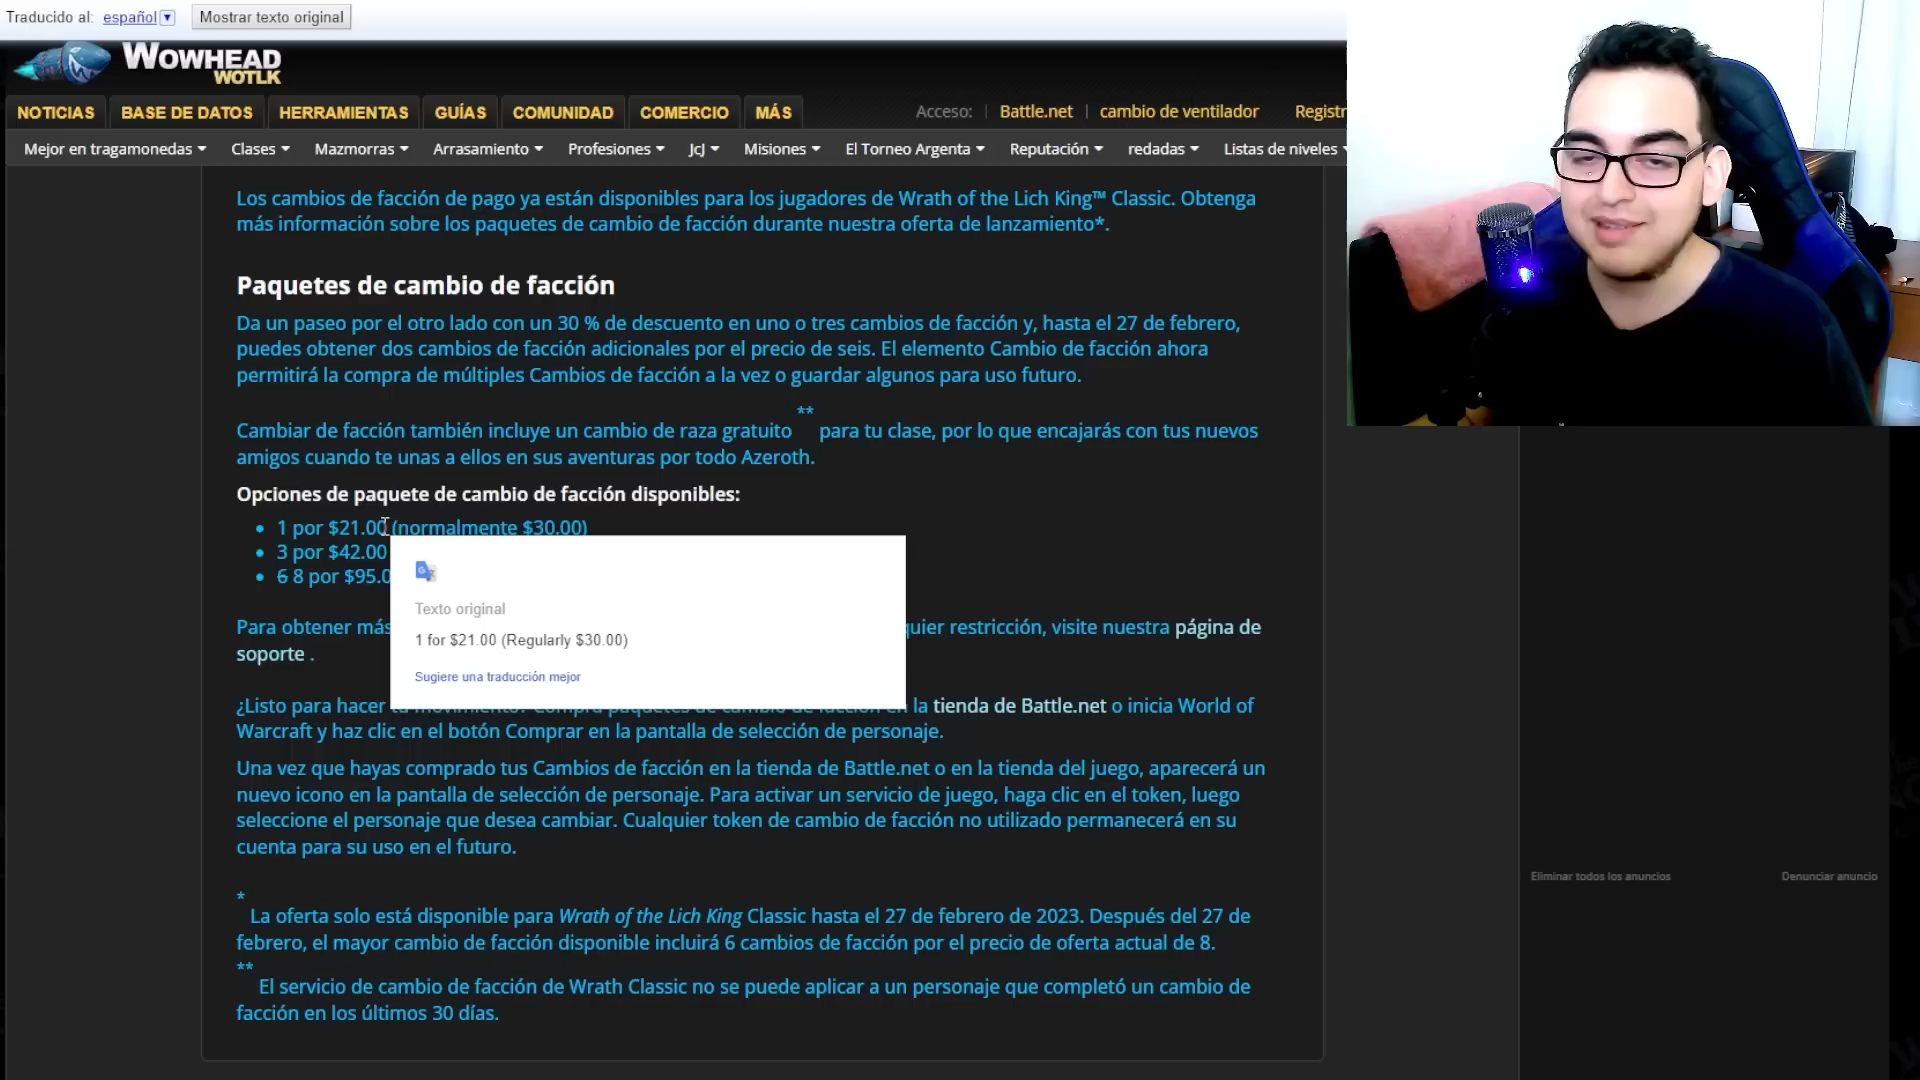 Traducido al: español Mostrar texto original
WOWHEAD
WOTLK
NOTICIAS BASE DE DATOS HERRAMIENTAS GUÍAS COMUNIDAD COMERCIO MÁS Acceso: | Battle.net | cambio de ventilador Registr
Mejor en tragamonedas Clases Mazmorras Arrasamiento Profesiones JcJ Misiones El Torneo Argenta Reputación redadas Listas de niveles
Los cambios de facción de pago ya están disponibles para los jugadores de Wrath of the Lich King™ Classic. Obtenga
más información sobre los paquetes de cambio de facción durante nuestra oferta de lanzamiento*.
Paquetes de cambio de facción
Da un paseo por el otro lado con un 30 % de descuento en uno o tres cambios de facción y, hasta el 27 de febrero,
puedes obtener dos cambios de facción adicionales por el precio de seis. El elemento Cambio de facción ahora
permitirá la compra de múltiples Cambios de facción a la vez o guardar algunos para uso futuro.
Cambiar de facción también incluye un cambio de raza gratuito ** para tu clase, por lo que encajarás con tus nuevos
amigos cuando te unas a ellos en sus aventuras por todo Azeroth.
Opciones de paquete de cambio de facción disponibles:
• 1 por $21.00 (normalmente $30.00)
• 3 por $42.00
• 6 8 por $95.0
Texto original
1 for $21.00 (Regularly $30.00)
Sugiere una traducción mejor
Para obtener más quier restricción, visite nuestra página de
soporte .
¿Listo para hacer tu movimiento? Compra paquetes de cambio de facción en la tienda de Battle.net o inicia World of
Warcraft y haz clic en el botón Comprar en la pantalla de selección de personaje.
Una vez que hayas comprado tus Cambios de facción en la tienda de Battle.net o en la tienda del juego, aparecerá un
nuevo icono en la pantalla de selección de personaje. Para activar un servicio de juego, haga clic en el token, luego
seleccione el personaje que desea cambiar. Cualquier token de cambio de facción no utilizado permanecerá en su
cuenta para su uso en el futuro.
*
La oferta solo está disponible para Wrath of the Lich King Classic hasta el 27 de febrero de 2023. Después del 27 de
febrero, el mayor cambio de facción disponible incluirá 6 cambios de facción por el precio de oferta actual de 8.
**
El servicio de cambio de facción de Wrath Classic no se puede aplicar a un personaje que completó un cambio de
facción en los últimos 30 días.
Eliminar todos los anuncios Denunciar anuncio